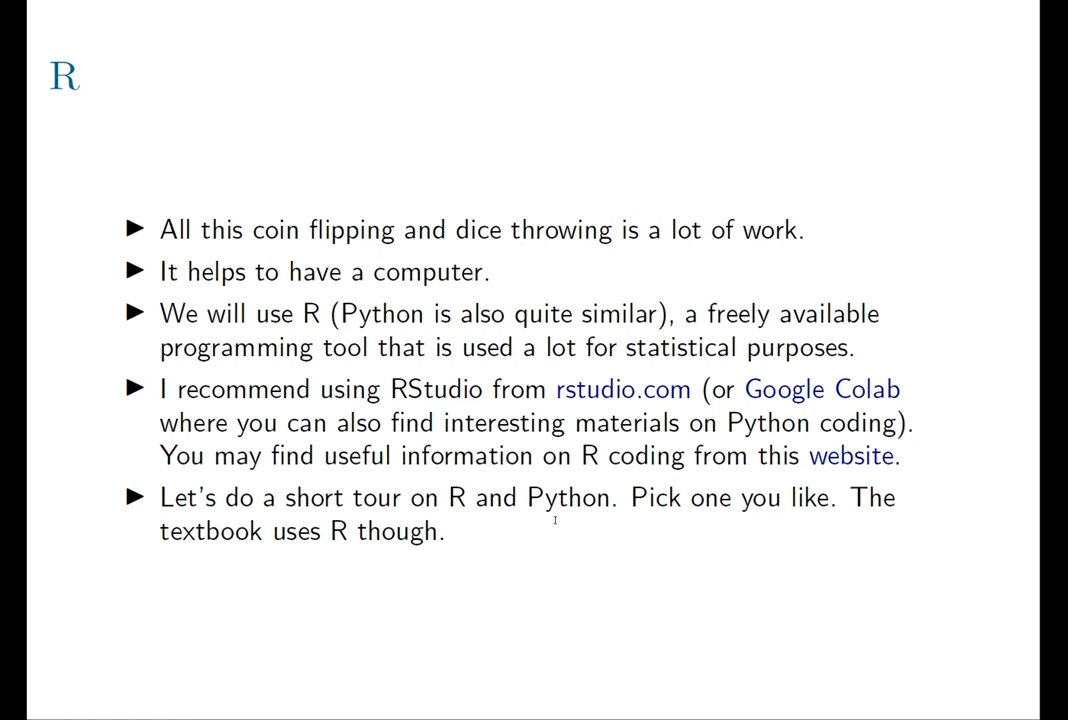 R
▶ All this coin flipping and dice throwing is a lot of work.
▶ It helps to have a computer.
▶ We will use R (Python is also quite similar), a freely available
programming tool that is used a lot for statistical purposes.
▶ I recommend using RStudio from rstudio.com (or Google Colab
where you can also find interesting materials on Python coding).
You may find useful information on R coding from this website.
▶ Let's do a short tour on R and Python. Pick one you like. The
textbook uses R though.